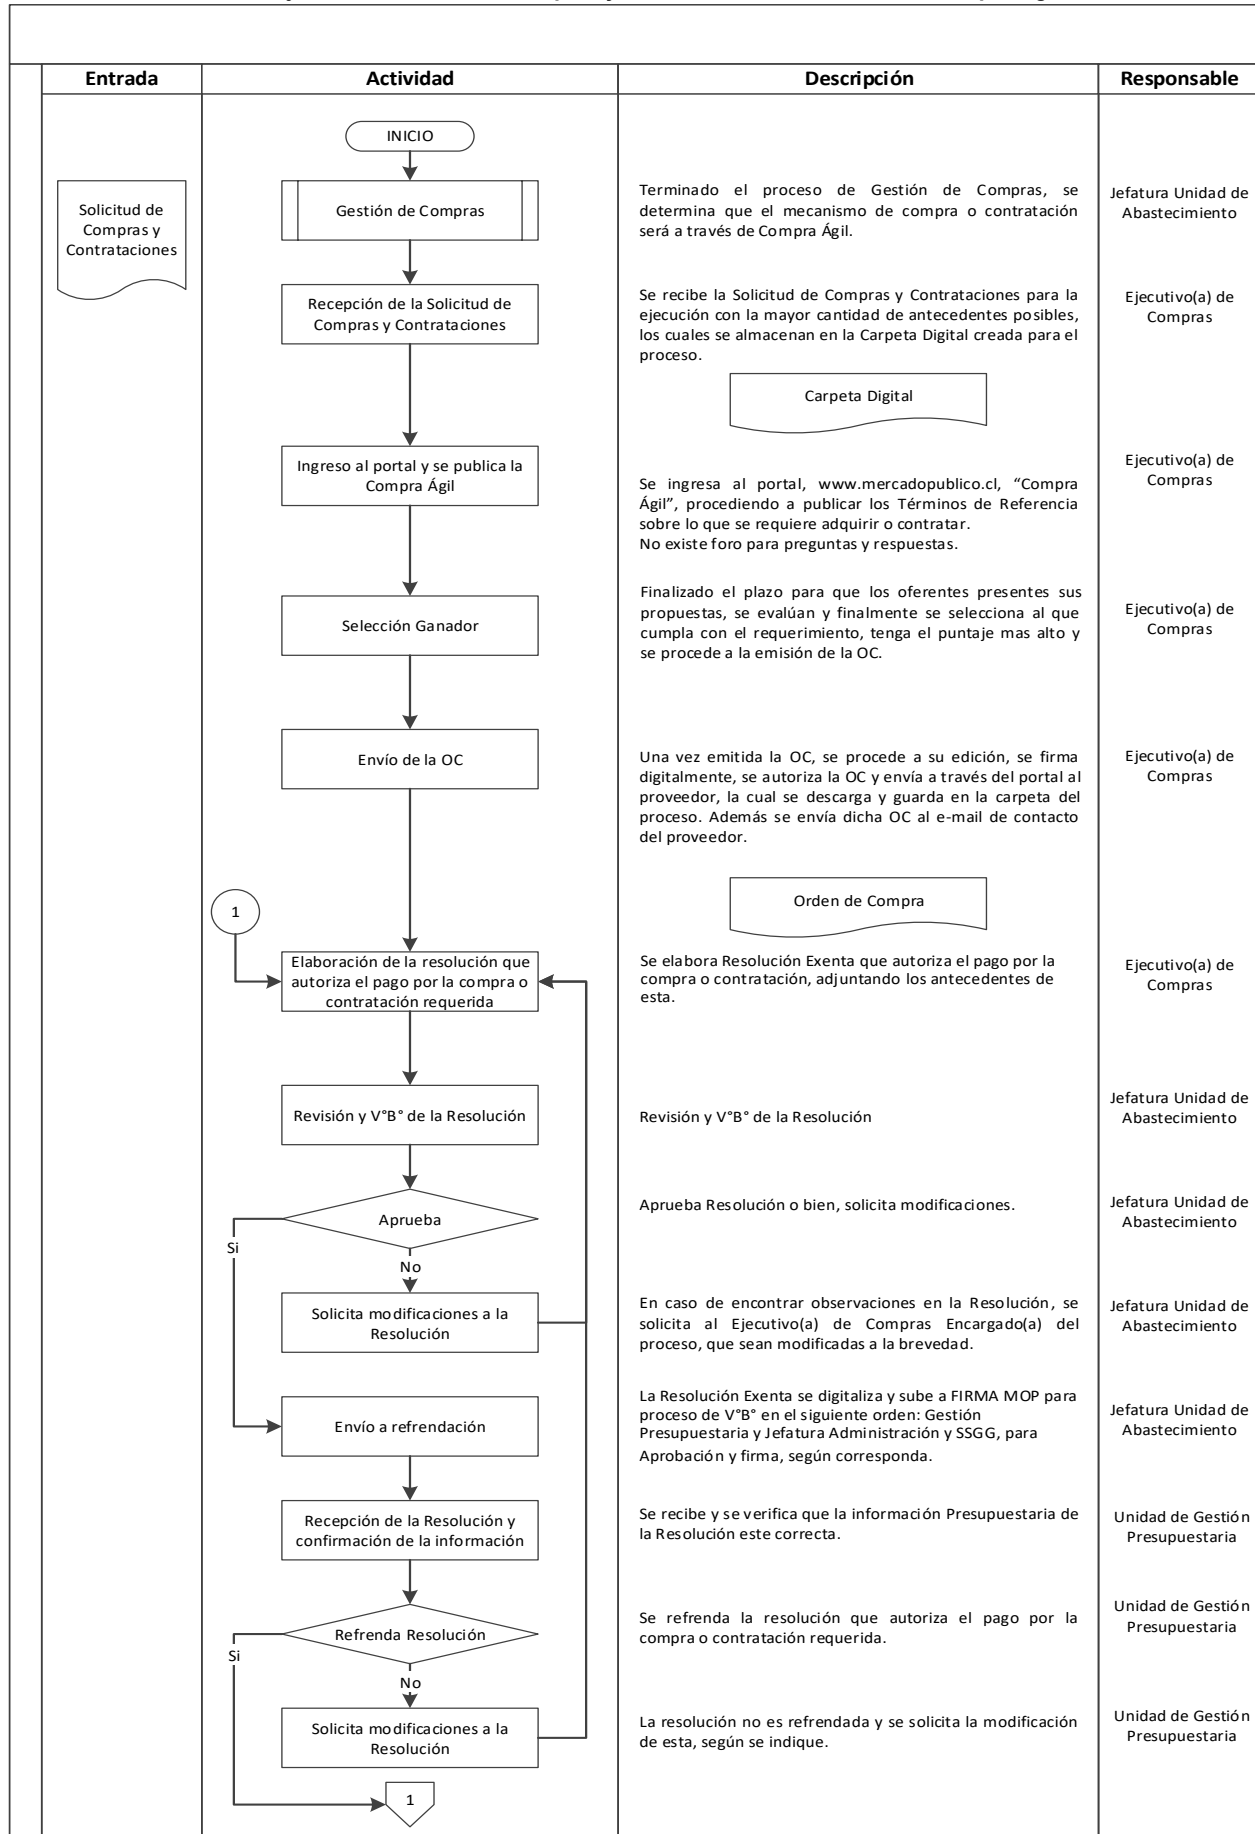 Entrada
Actividad
Descripción
Responsable
INICIO
Solicitud de
Compras y
Contrataciones
Gestión de Compras
Terminado el proceso de Gestión de Compras, se
determina que el mecanismo de compra o contratación
será a través de Compra Ágil.
Jefatura Unidad de
Abastecimiento
Recepción de la Solicitud de
Compras y Contrataciones
Se recibe la Solicitud de Compras y Contrataciones para la
ejecución con la mayor cantidad de antecedentes posibles,
los cuales se almacenan en la Carpeta Digital creada para el
proceso.
Ejecutivo(a) de
Compras
Carpeta Digital
Ingreso al portal y se publica la
Compra Ágil
Se ingresa al portal, www.mercadopublico.cl, “Compra
Ágil”, procediendo a publicar los Términos de Referencia
sobre lo que se requiere adquirir o contratar.
No existe foro para preguntas y respuestas.
Ejecutivo(a) de
Compras
Selección Ganador
Finalizado el plazo para que los oferentes presentes sus
propuestas, se evalúan y finalmente se selecciona al que
cumpla con el requerimiento, tenga el puntaje mas alto y
se procede a la emisión de la OC.
Ejecutivo(a) de
Compras
Envío de la OC
Una vez emitida la OC, se procede a su edición, se firma
digitalmente, se autoriza la OC y envía a través del portal al
proveedor, la cual se descarga y guarda en la carpeta del
proceso. Además se envía dicha OC al e-mail de contacto
del proveedor.
Ejecutivo(a) de
Compras
Orden de Compra
1
Elaboración de la resolución que
autoriza el pago por la compra o
contratación requerida
Se elabora Resolución Exenta que autoriza el pago por la
compra o contratación, adjuntando los antecedentes de
esta.
Ejecutivo(a) de
Compras
Revisión y V°B° de la Resolución
Revisión y V°B° de la Resolución
Jefatura Unidad de
Abastecimiento
Aprueba
Si
No
Aprueba Resolución o bien, solicita modificaciones.
Jefatura Unidad de
Abastecimiento
Solicita modificaciones a la
Resolución
En caso de encontrar observaciones en la Resolución, se
solicita al Ejecutivo(a) de Compras Encargado(a) del
proceso, que sean modificadas a la brevedad.
Jefatura Unidad de
Abastecimiento
Envío a refrendación
La Resolución Exenta se digitaliza y sube a FIRMA MOP para
proceso de V°B° en el siguiente orden: Gestión
Presupuestaria y Jefatura Administración y SSGG, para
Aprobación y firma, según corresponda.
Jefatura Unidad de
Abastecimiento
Recepción de la Resolución y
confirmación de la información
Se recibe y se verifica que la información Presupuestaria de
la Resolución este correcta.
Unidad de Gestión
Presupuestaria
Refrenda Resolución
Si
No
Se refrenda la resolución que autoriza el pago por la
compra o contratación requerida.
Unidad de Gestión
Presupuestaria
Solicita modificaciones a la
Resolución
La resolución no es refrendada y se solicita la modificación
de esta, según se indique.
Unidad de Gestión
Presupuestaria
1